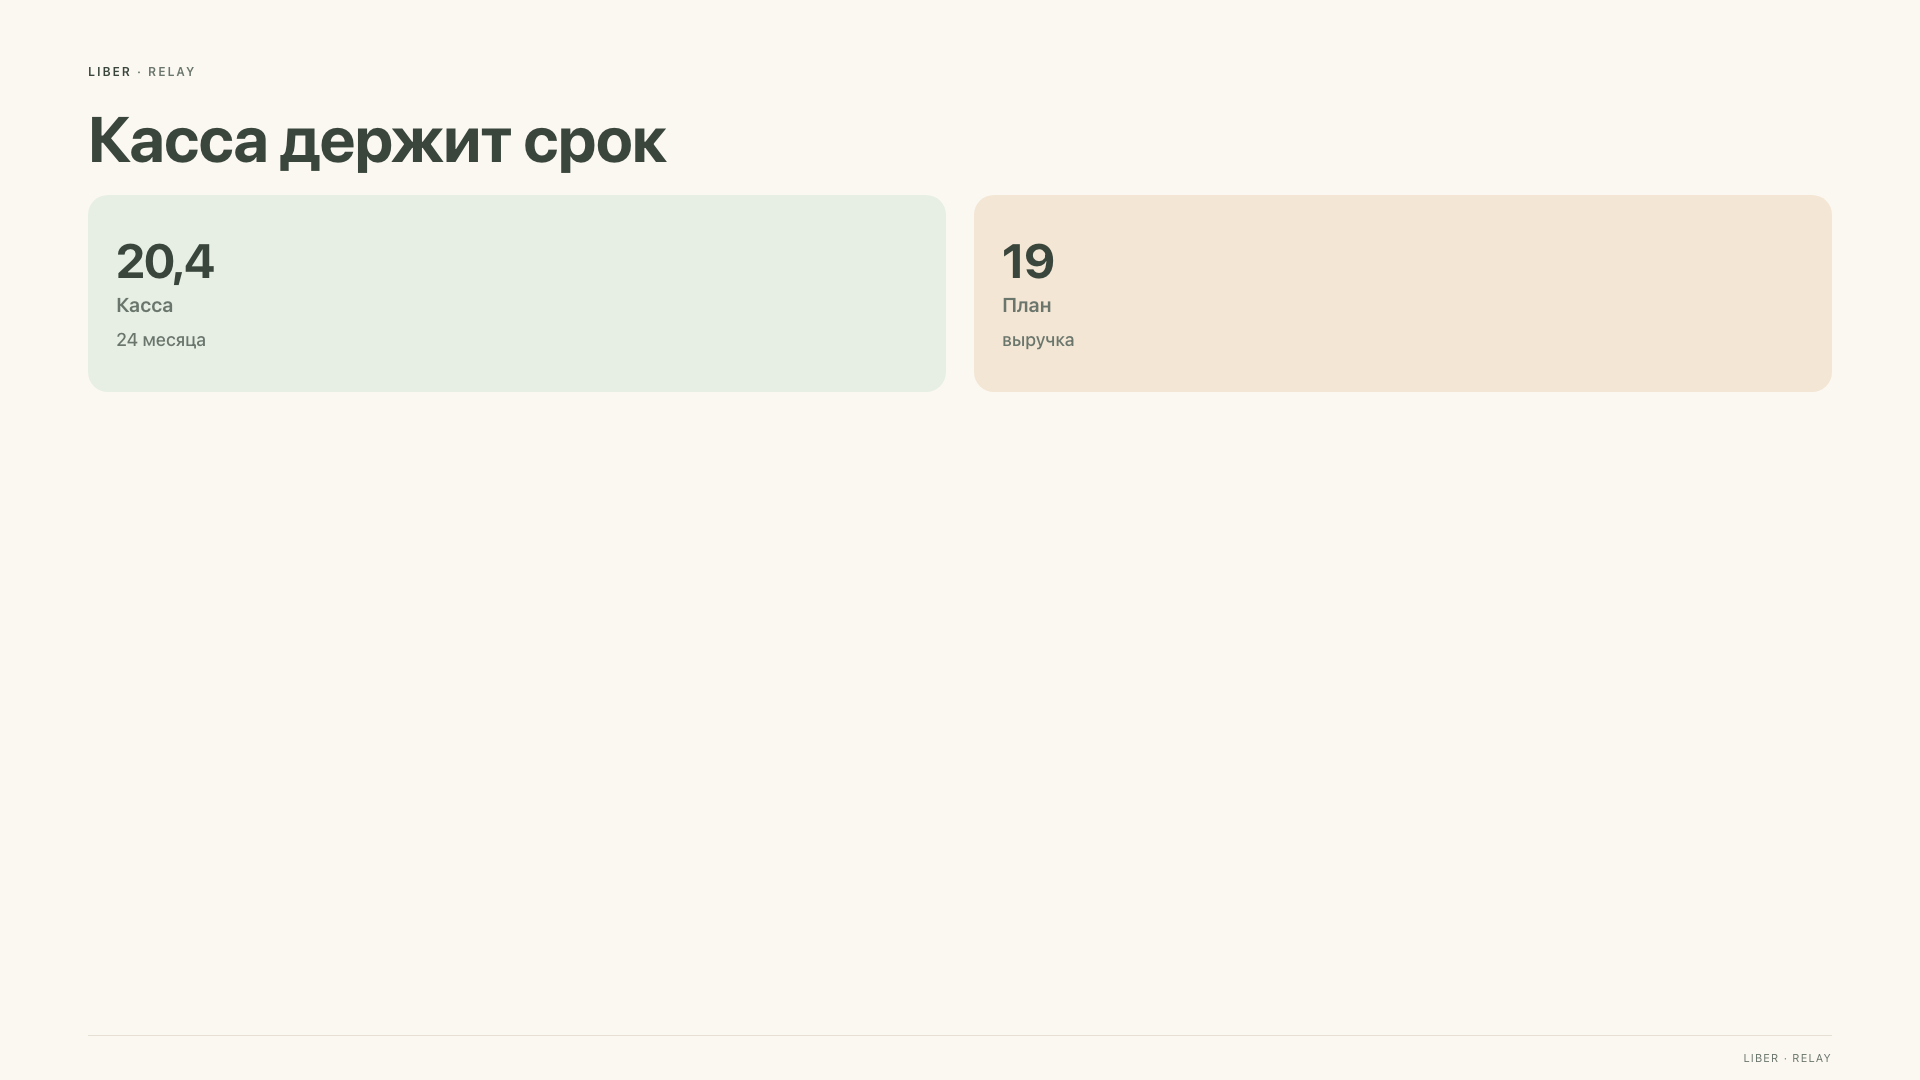 LIBER · RELAY
Касса держит срок
20,4
Касса
24 месяца
19
План
выручка
LIBER · RELAY